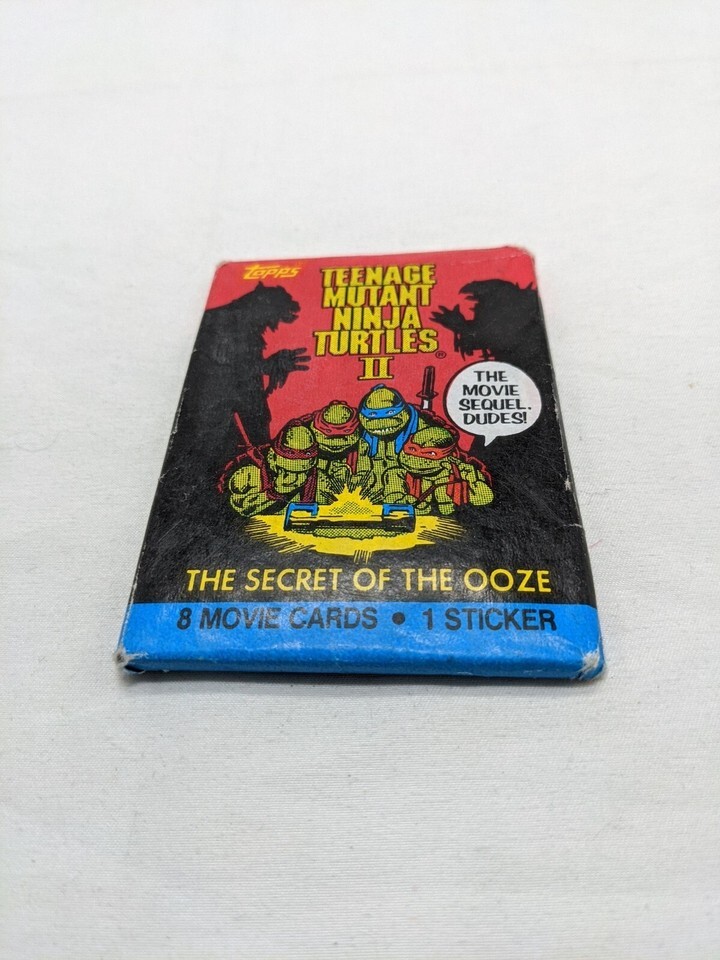 topps
TEENAGE
MUTANT
NINJA
TURTLES
®
II
THE
MOVIE
SEQUEL..
DUDES!
THE SECRET OF THE OOZE
8 MOVIE CARDS • 1 STICKER